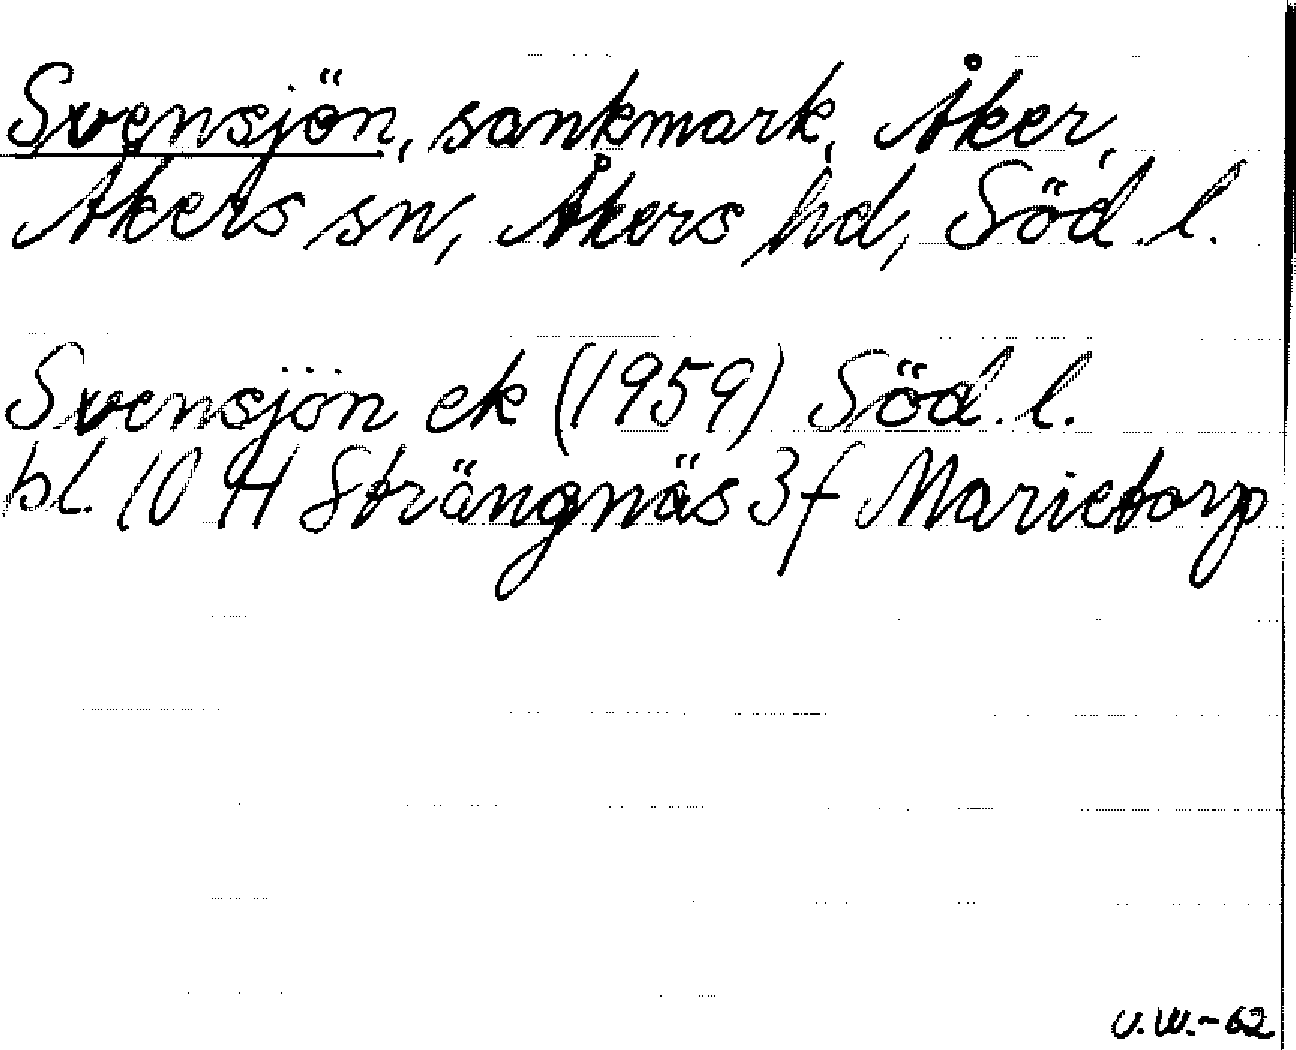 Svensjön, sankmark, Åker,
Åkers sn, Åkers hd, Söd. l.
Svensjön ek (1959) Söd. l.
bl. 10 H Strängnäs 3 f Marietorp
U.W.-62